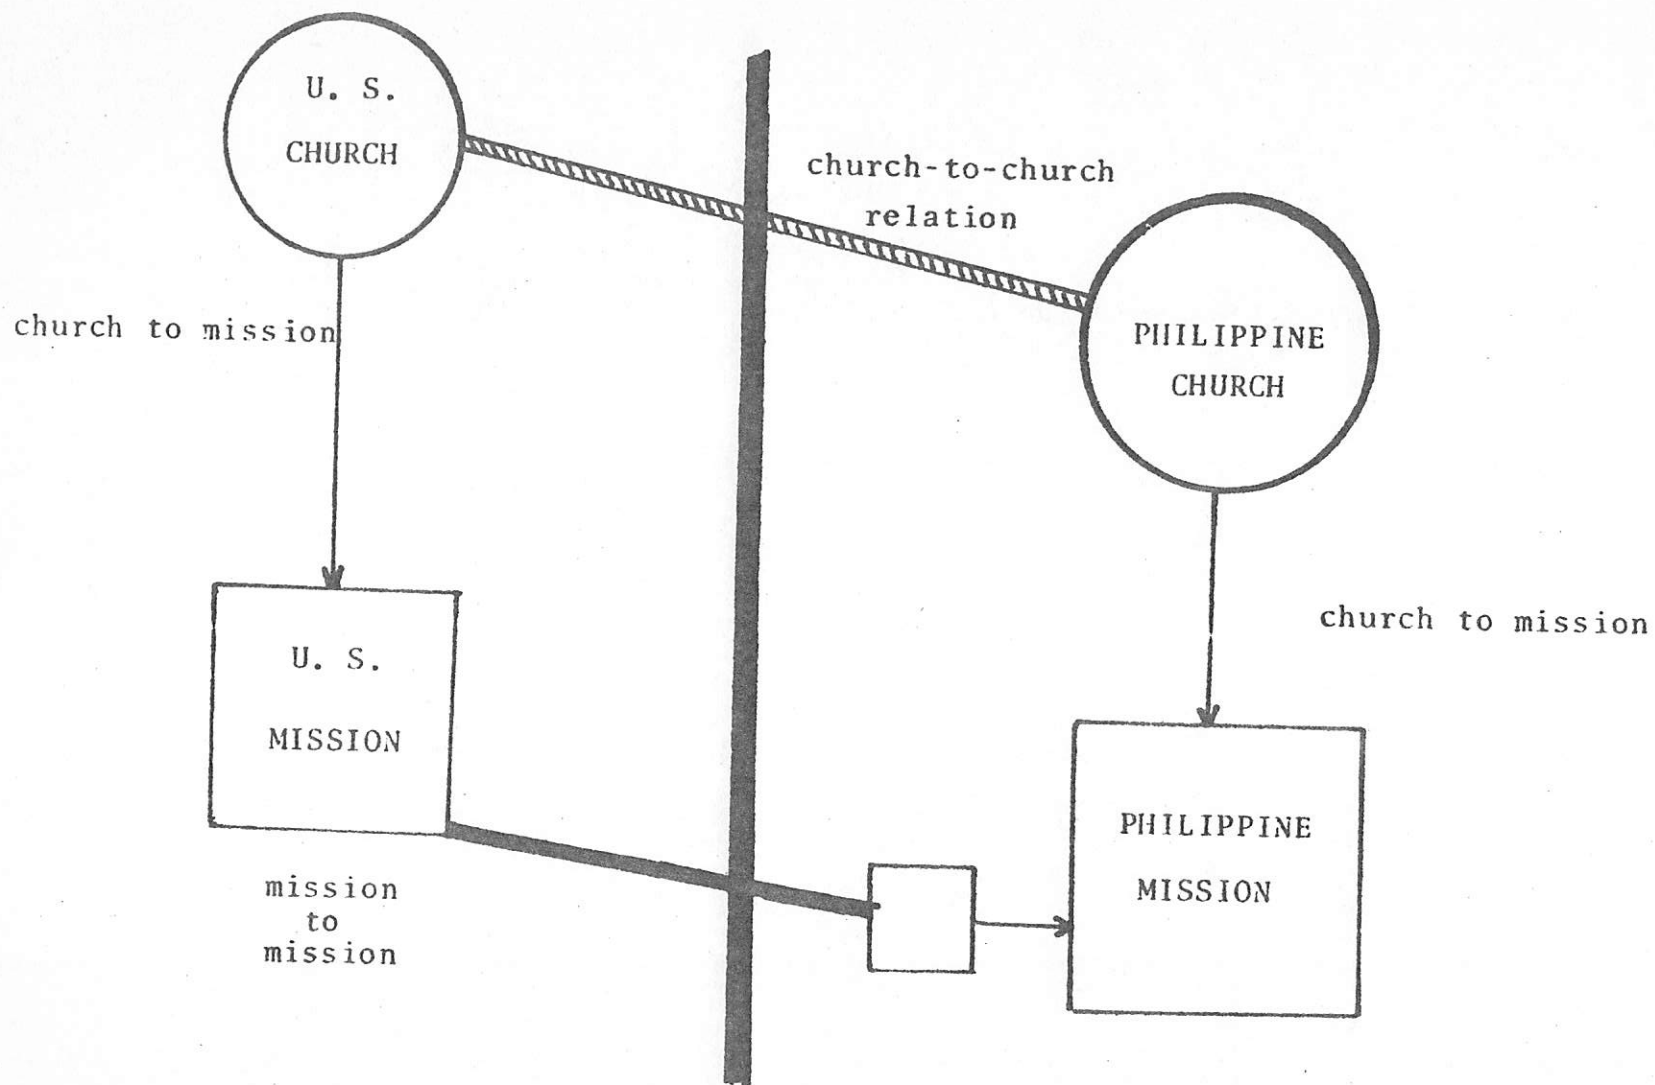 U. S.
CHURCH
church-to-church
relation
church to mission
PHILIPPINE
CHURCH
church to mission
U. S.
MISSION
PHILIPPINE
MISSION
mission
to
mission